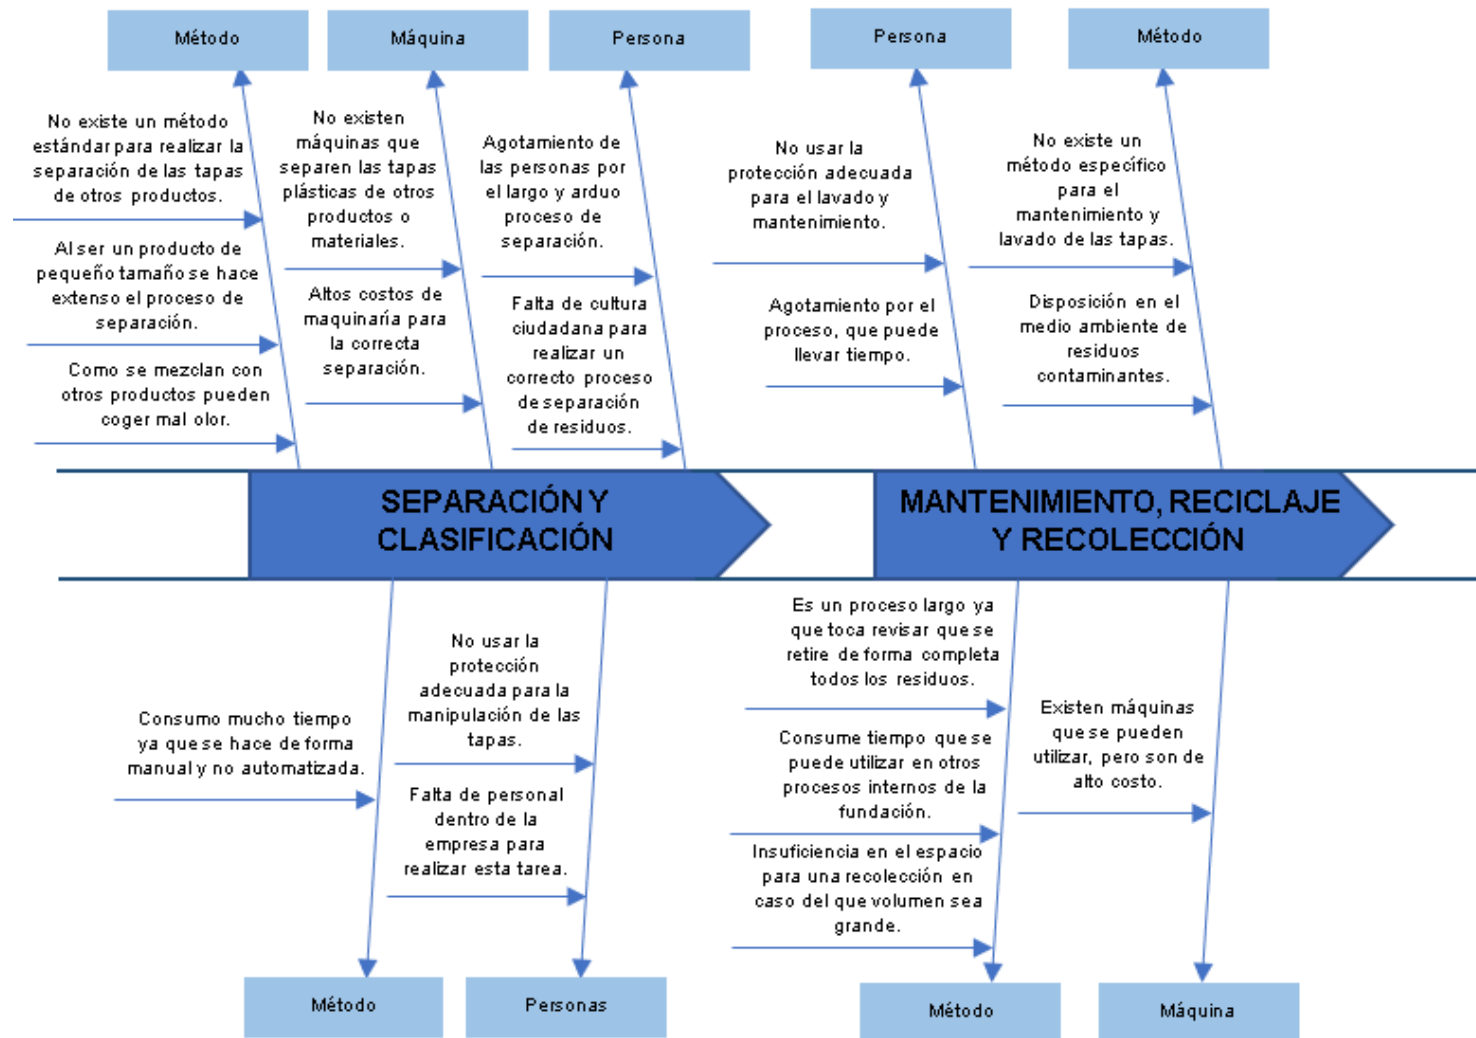 Método
Máquina
Persona
Persona
Método
No existe un método
estándar para realizar la
separación de las tapas
de otros productos.
Al ser un producto de
pequeño tamaño se hace
extenso el proceso de
separación.
Como se mezclan con
otros productos pueden
coger mal olor.
No existen
máquinas que
separen las tapas
plásticas de otros
productos o
materiales.
Altos costos de
maquinaría para
la correcta
separación.
Agotamiento de
las personas por
el largo y arduo
proceso de
separación.
Falta de cultura
ciudadana para
realizar un
correcto proceso
de separación
de residuos.
No usar la
protección adecuada
para el lavado y
mantenimiento.
Agotamiento por el
proceso, que puede
llevar tiempo.
No existe un
método específico
para el
mantenimiento y
lavado de las tapas.
Disposición en el
medio ambiente de
residuos
contaminantes.
SEPARACIÓN Y
CLASIFICACIÓN
MANTENIMIENTO, RECICLAJE
Y RECOLECCIÓN
Consumo mucho tiempo
ya que se hace de forma
manual y no automatizada.
No usar la
protección
adecuada para la
manipulación de las
tapas.
Falta de personal
dentro de la
empresa para
realizar esta tarea.
Es un proceso largo ya
que toca revisar que se
retire de forma completa
todos los residuos.
Consume tiempo que se
puede utilizar en otros
procesos internos de la
fundación.
Insuficiencia en el espacio
para una recolección en
caso del que volumen sea
grande.
Existen máquinas
que se pueden
utilizar, pero son de
alto costo.
Método
Personas
Método
Máquina